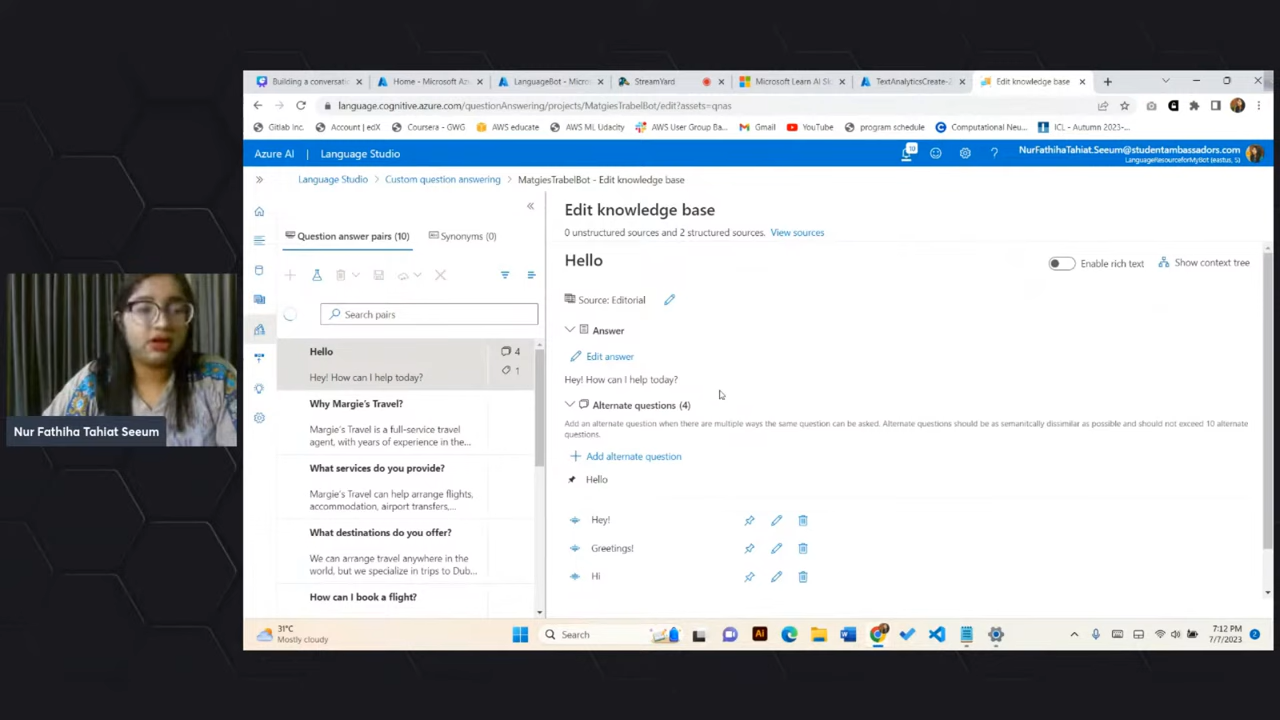 Building a conversati
Home - Microsoft Az
LanguageBot - Micro
StreamYard
Microsoft Learn AI Sk
TextAnalyticsCreate-
Edit knowledge base
language.cognitive.azure.com/questionAnswering/projects/MatgiesTrabelBot/edit?assets=qnas
Gitlab Inc.
Account | edX
Coursera - GWG
AWS educate
AWS ML Udacity
AWS User Group Ba...
Gmail
YouTube
program schedule
Computational Neu...
ICL - Autumn 2023-...
Azure AI | Language Studio
10
?
NurFathihaTahiat.Seeum@studentambassadors.com
LanguageResourceforMyBot (eastus, S)
Language Studio > Custom question answering > MatgiesTrabelBot - Edit knowledge base
Question answer pairs (10)
Synonyms (0)
Search pairs
Hello
4
Hey! How can I help today?
1
Why Margie's Travel?
Margie's Travel is a full-service travel
agent, with years of experience in the...
What services do you provide?
Margie's Travel can help arrange flights,
accommodation, airport transfers,...
What destinations do you offer?
We can arrange travel anywhere in the
world, but we specialize in trips to Dub...
How can I book a flight?
Edit knowledge base
0 unstructured sources and 2 structured sources. View sources
Hello
Enable rich text
Show context tree
Source: Editorial
Answer
Edit answer
Hey! How can I help today?
Alternate questions (4)
Add an alternate question when there are multiple ways the same question can be asked. Alternate questions should be as semantically dissimilar as possible and should not exceed 10 alternate
questions.
Add alternate question
Hello
Hey!
Greetings!
Hi
Nur Fathiha Tahiat Seeum
31°C
Mostly cloudy
Search
7:12 PM
7/7/2023
2